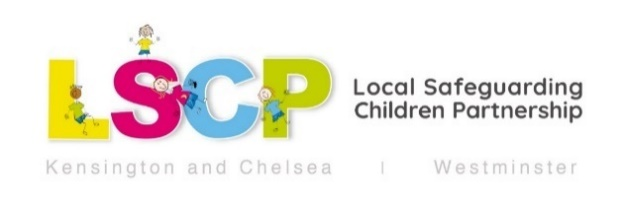 LSCP
Local Safeguarding
Children Partnership
Kensington and Chelsea | Westminster